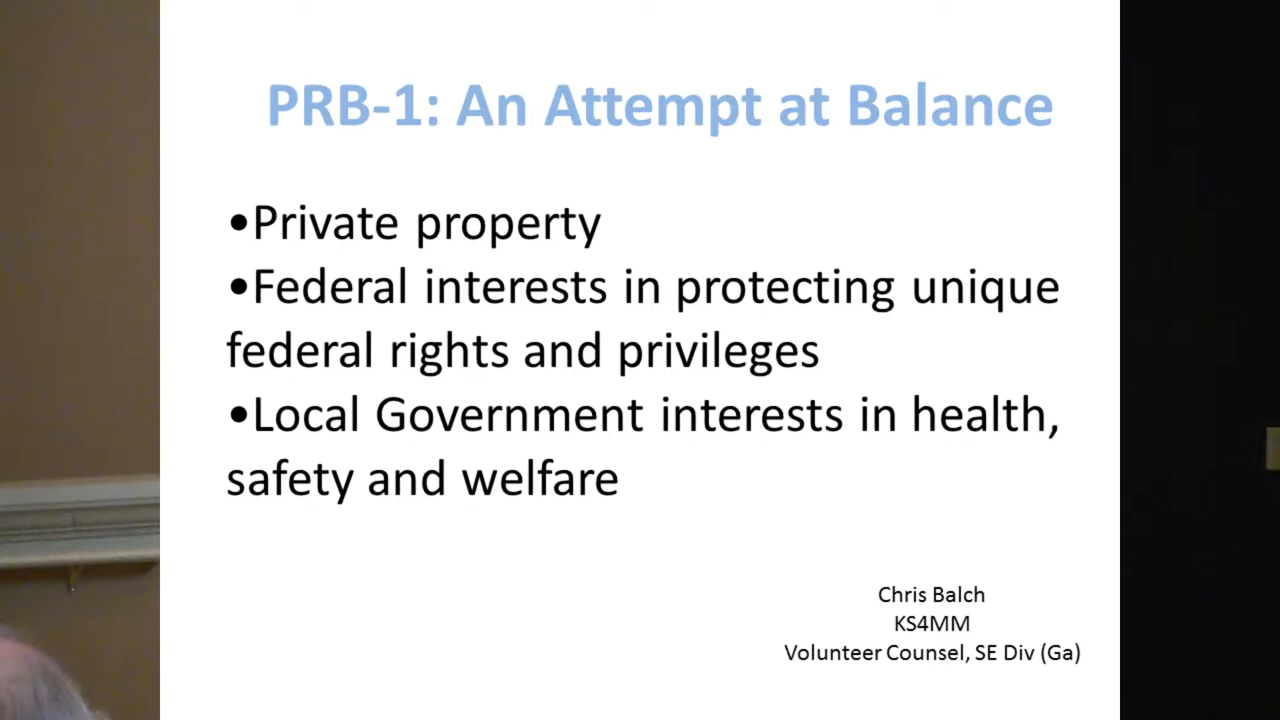 PRB-1: An Attempt at Balance
•Private property
•Federal interests in protecting unique
federal rights and privileges
•Local Government interests in health,
safety and welfare
Chris Balch
KS4MM
Volunteer Counsel, SE Div (Ga)